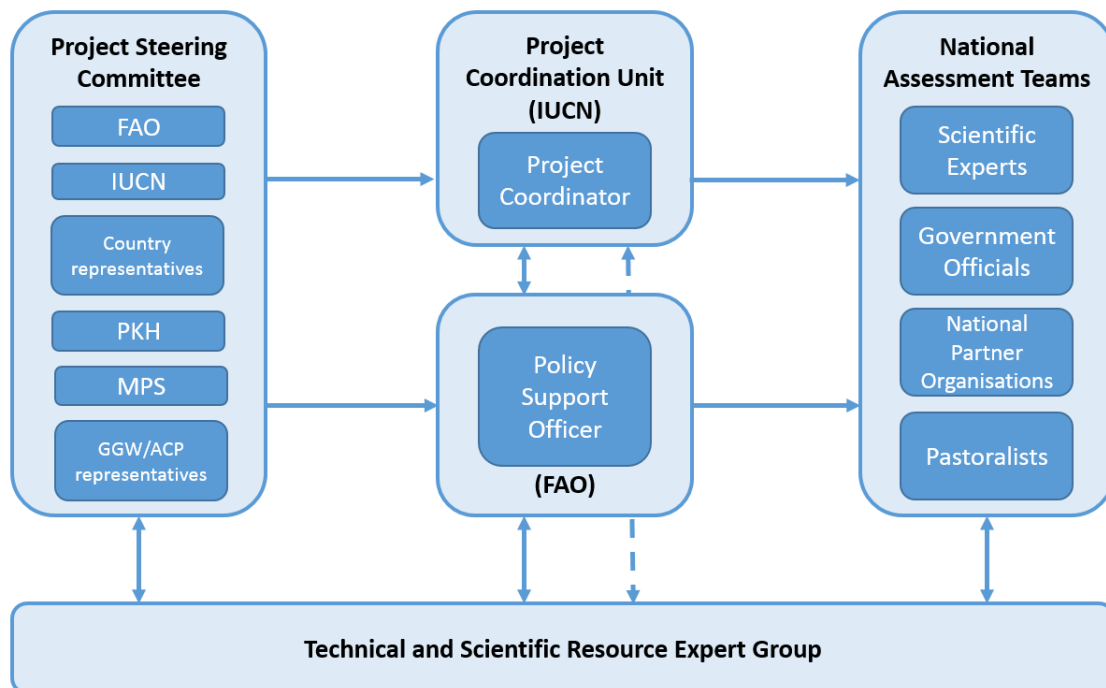 Project Steering
Committee
FAO
IUCN
Country
representatives
PKH
MPS
GGW/ACP
representatives
Project
Coordination Unit
(IUCN)
Project
Coordinator
Policy
Support
Officer
(FAO)
National
Assessment Teams
Scientific
Experts
Government
Officials
National
Partner
Organisations
Pastoralists
Technical and Scientific Resource Expert Group